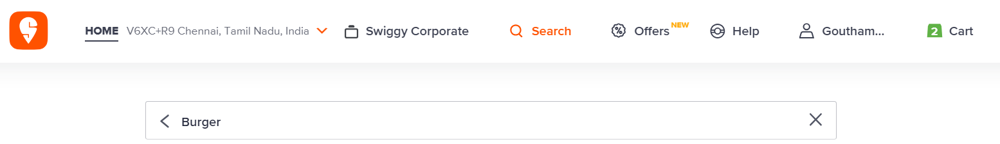 HOME V6XC+R9 Chennai, Tamil Nadu, India Swiggy Corporate Search Offers NEW Help Goutham... 2 Cart
Burger